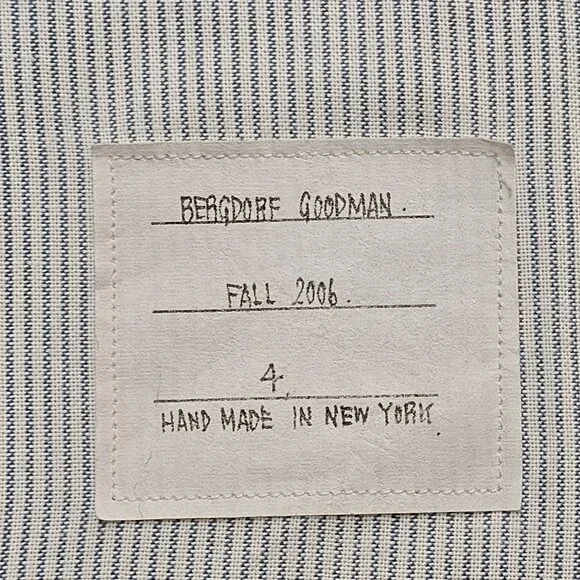 BERGDORF GOODMAN.
FALL 2006.
4
HAND MADE IN NEW YORK